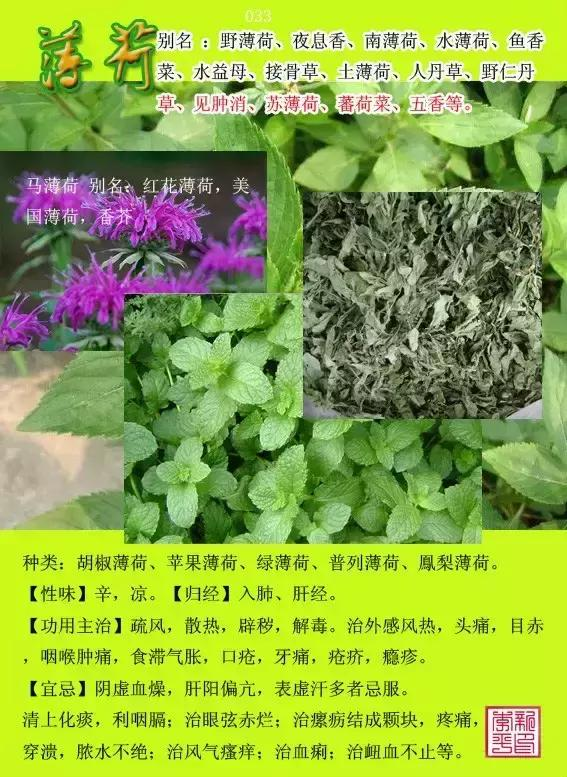 033
薄荷
别名：野薄荷、夜息香、南薄荷、水薄荷、鱼香
菜、水益母、接骨草、土薄荷、人丹草、野仁丹
草、见肿消、苏薄荷、蕃荷菜、五香等。
马薄荷 别名：红花薄荷，美
国薄荷，香芥
种类：胡椒薄荷、苹果薄荷、绿薄荷、普列薄荷、鳳梨薄荷。
【性味】辛，凉。【归经】入肺、肝经。
【功用主治】疏风，散热，辟秽，解毒。治外感风热，头痛，目赤
，咽喉肿痛，食滞气胀，口疮，牙痛，疮疥，瘾疹。
【宜忌】阴虚血燥，肝阳偏亢，表虚汗多者忌服。
清上化痰，利咽膈；治眼弦赤烂；治瘰疬结成颗块，疼痛，
穿溃，脓水不绝；治风气瘙痒；治血痢；治衄血不止等。